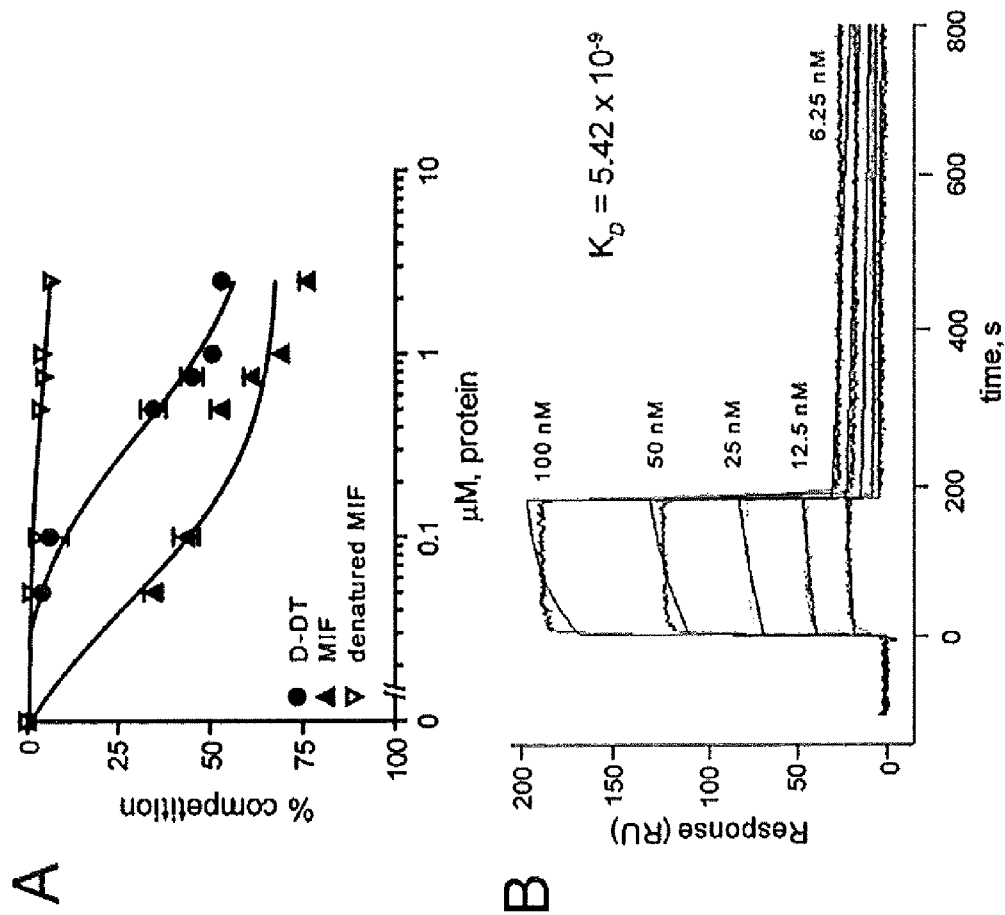 A
% competition
0
25
50
75
100
D-DT
MIF
denatured MIF
0
0.1
1
10
μM, protein
B
Response (RU)
200
150
100
50
0
100 nM
50 nM
25 nM
12.5 nM
6.25 nM
K_D = 5.42 x 10⁻⁹
0
200
400
600
800
time, s